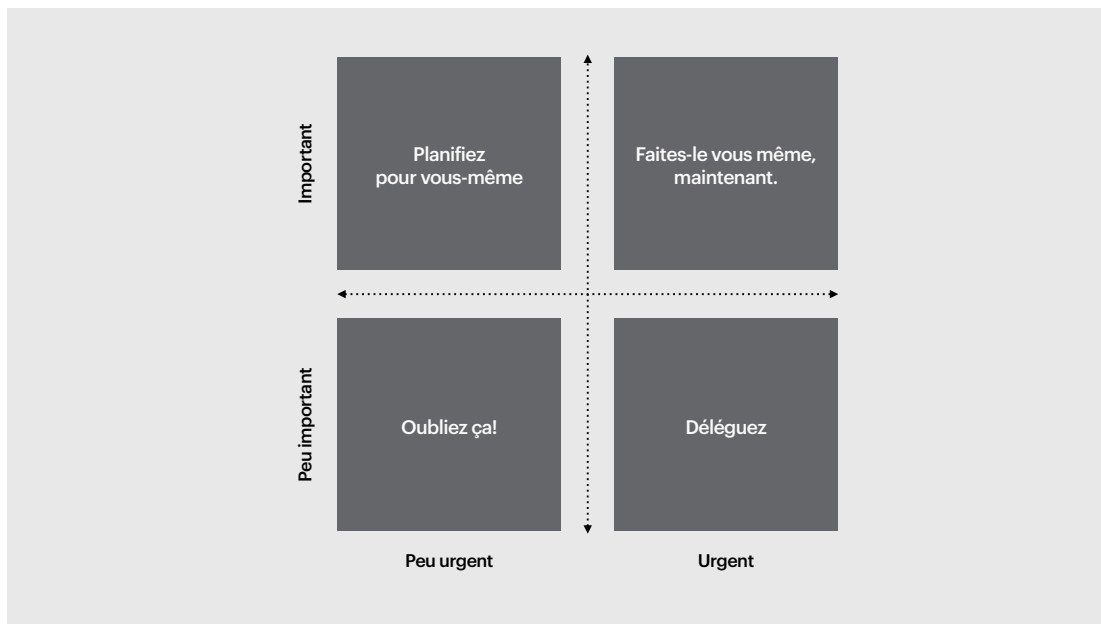 Important
Planifiez
pour vous-même
Faites-le vous même,
maintenant.
Peu important
Oubliez ça!
Déléguez
Peu urgent
Urgent